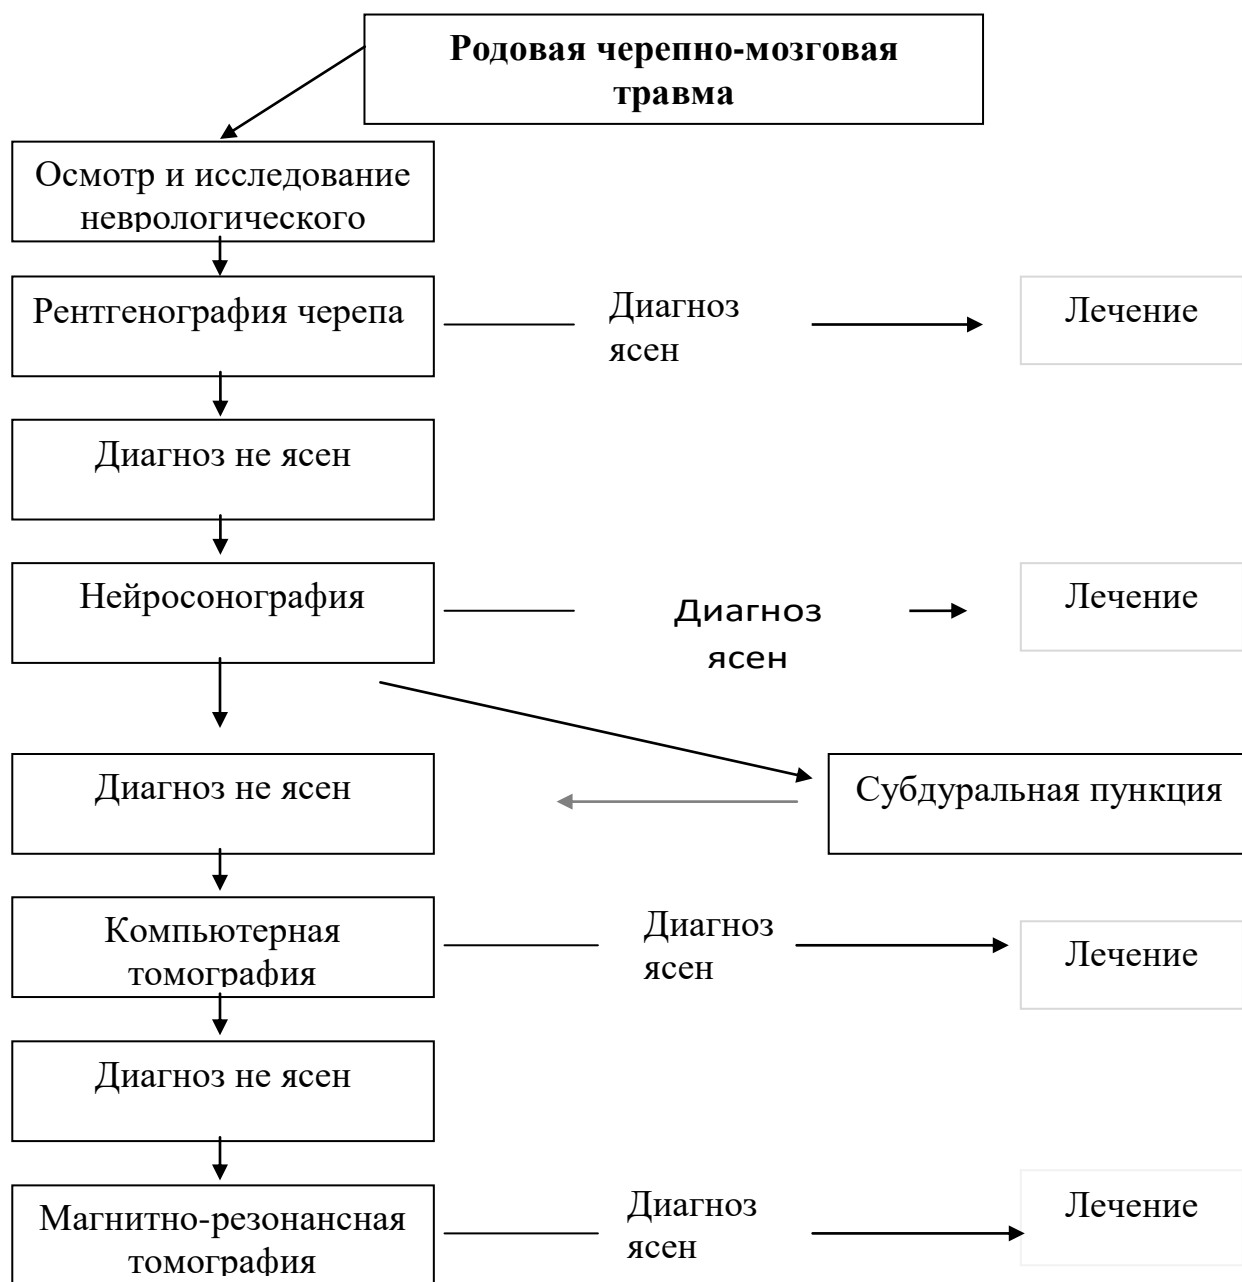 Родовая черепно-мозговая
травма
Осмотр и исследование
неврологического
Рентгенография черепа
Диагноз
ясен
Лечение
Диагноз не ясен
Нейросонография
Диагноз
ясен
Лечение
Диагноз не ясен
Субдуральная пункция
Компьютерная
томография
Диагноз
ясен
Лечение
Диагноз не ясен
Магнитно-резонансная
томография
Диагноз
ясен
Лечение